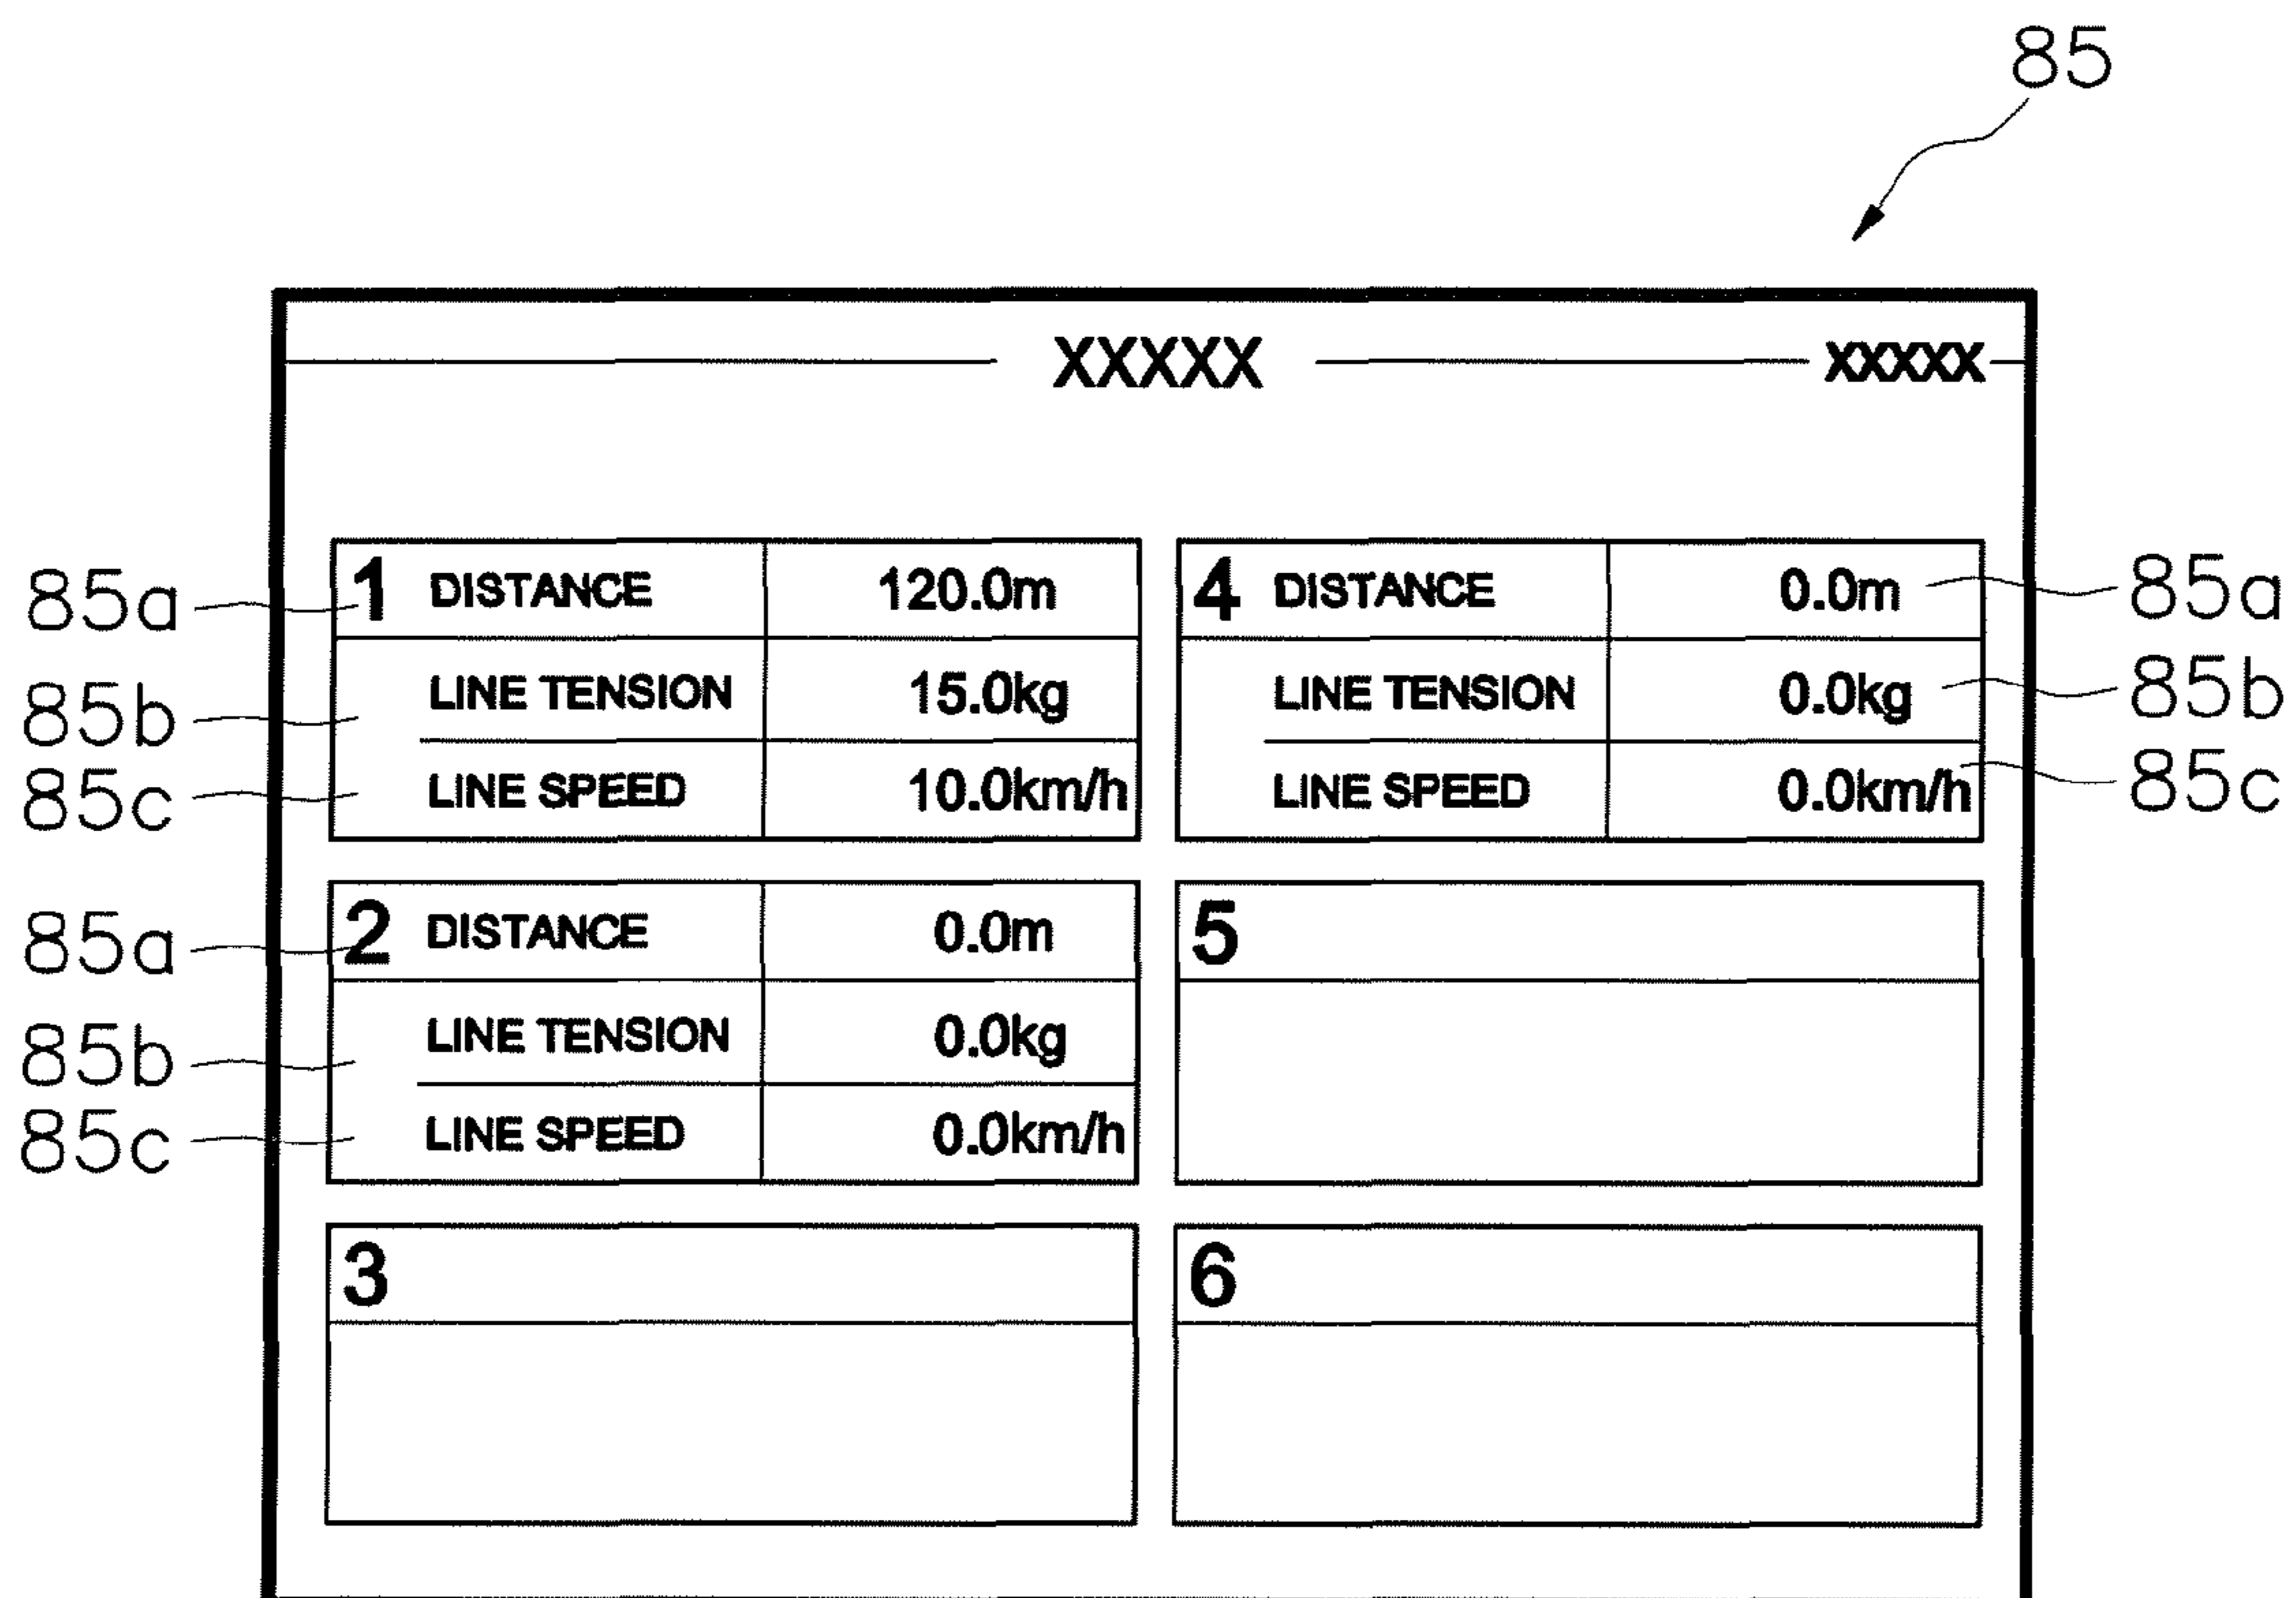 85
XXXXX XXXXX
85a 1 DISTANCE 120.0m 4 DISTANCE 0.0m 85a
85b LINE TENSION 15.0kg LINE TENSION 0.0kg 85b
85c LINE SPEED 10.0km/h LINE SPEED 0.0km/h 85c
85a 2 DISTANCE 0.0m 5
85b LINE TENSION 0.0kg
85c LINE SPEED 0.0km/h
3 6